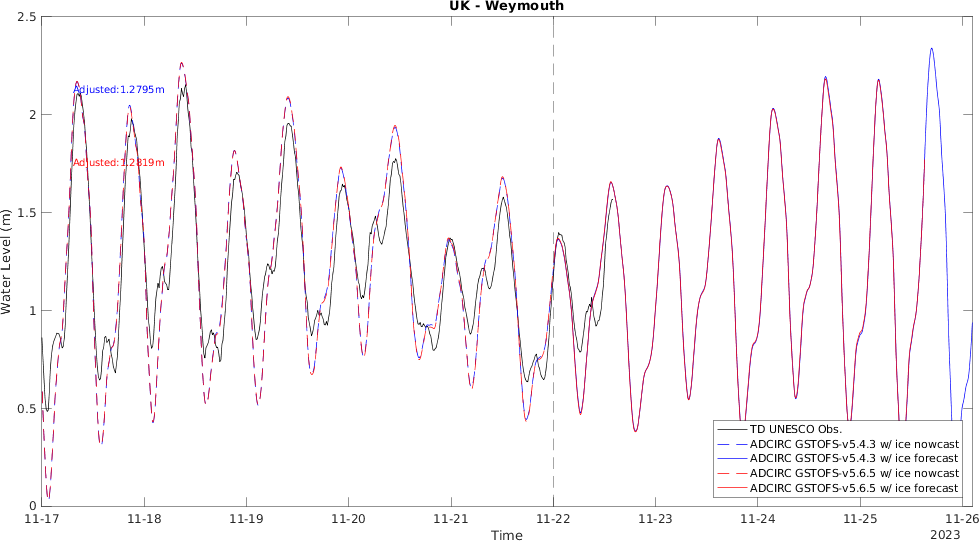 UK - Weymouth
2.5
2
1.5
1
0.5
0
Water Level (m)
Adjusted:1.2795m
Adjusted:1.2819m
11-17
11-18
11-19
11-20
11-21
11-22
11-23
11-24
11-25
11-26
2023
Time
TD UNESCO Obs.
ADCIRC GSTOFS-v5.4.3 w/ ice nowcast
ADCIRC GSTOFS-v5.4.3 w/ ice forecast
ADCIRC GSTOFS-v5.6.5 w/ ice nowcast
ADCIRC GSTOFS-v5.6.5 w/ ice forecast